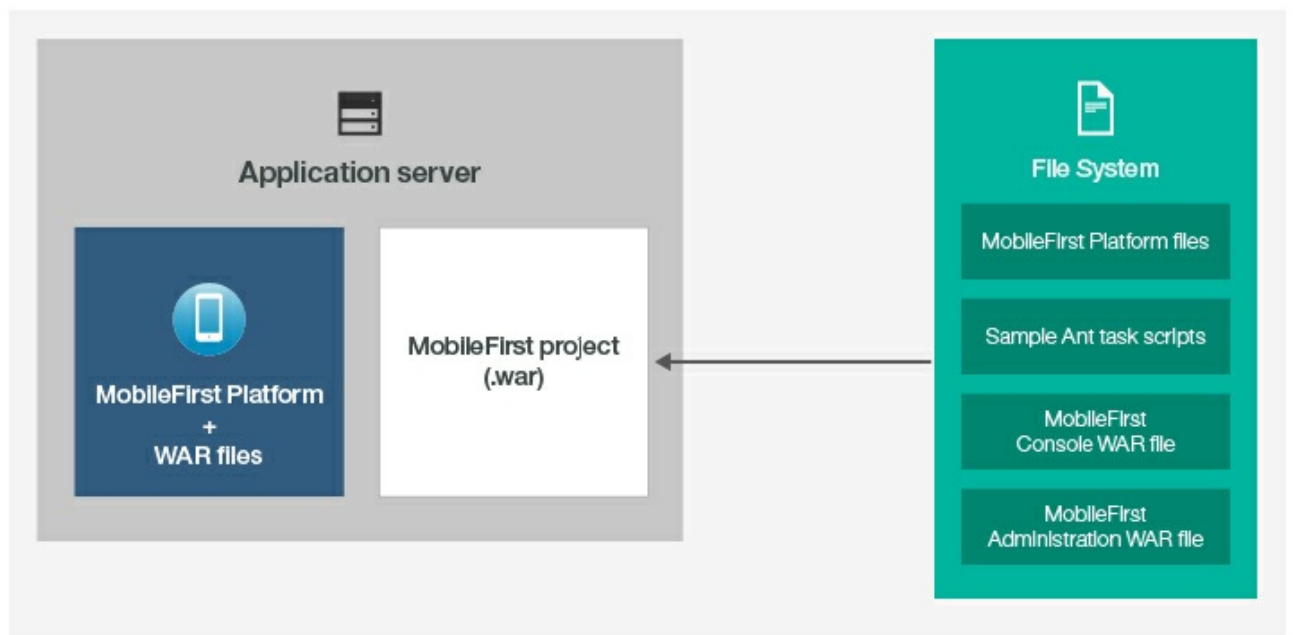 Application server
MobileFirst Platform
+
WAR files
MobileFirst project
(.war)
File System
MobileFirst Platform files
Sample Ant task scripts
MobileFirst
Console WAR file
MobileFirst
Administration WAR file